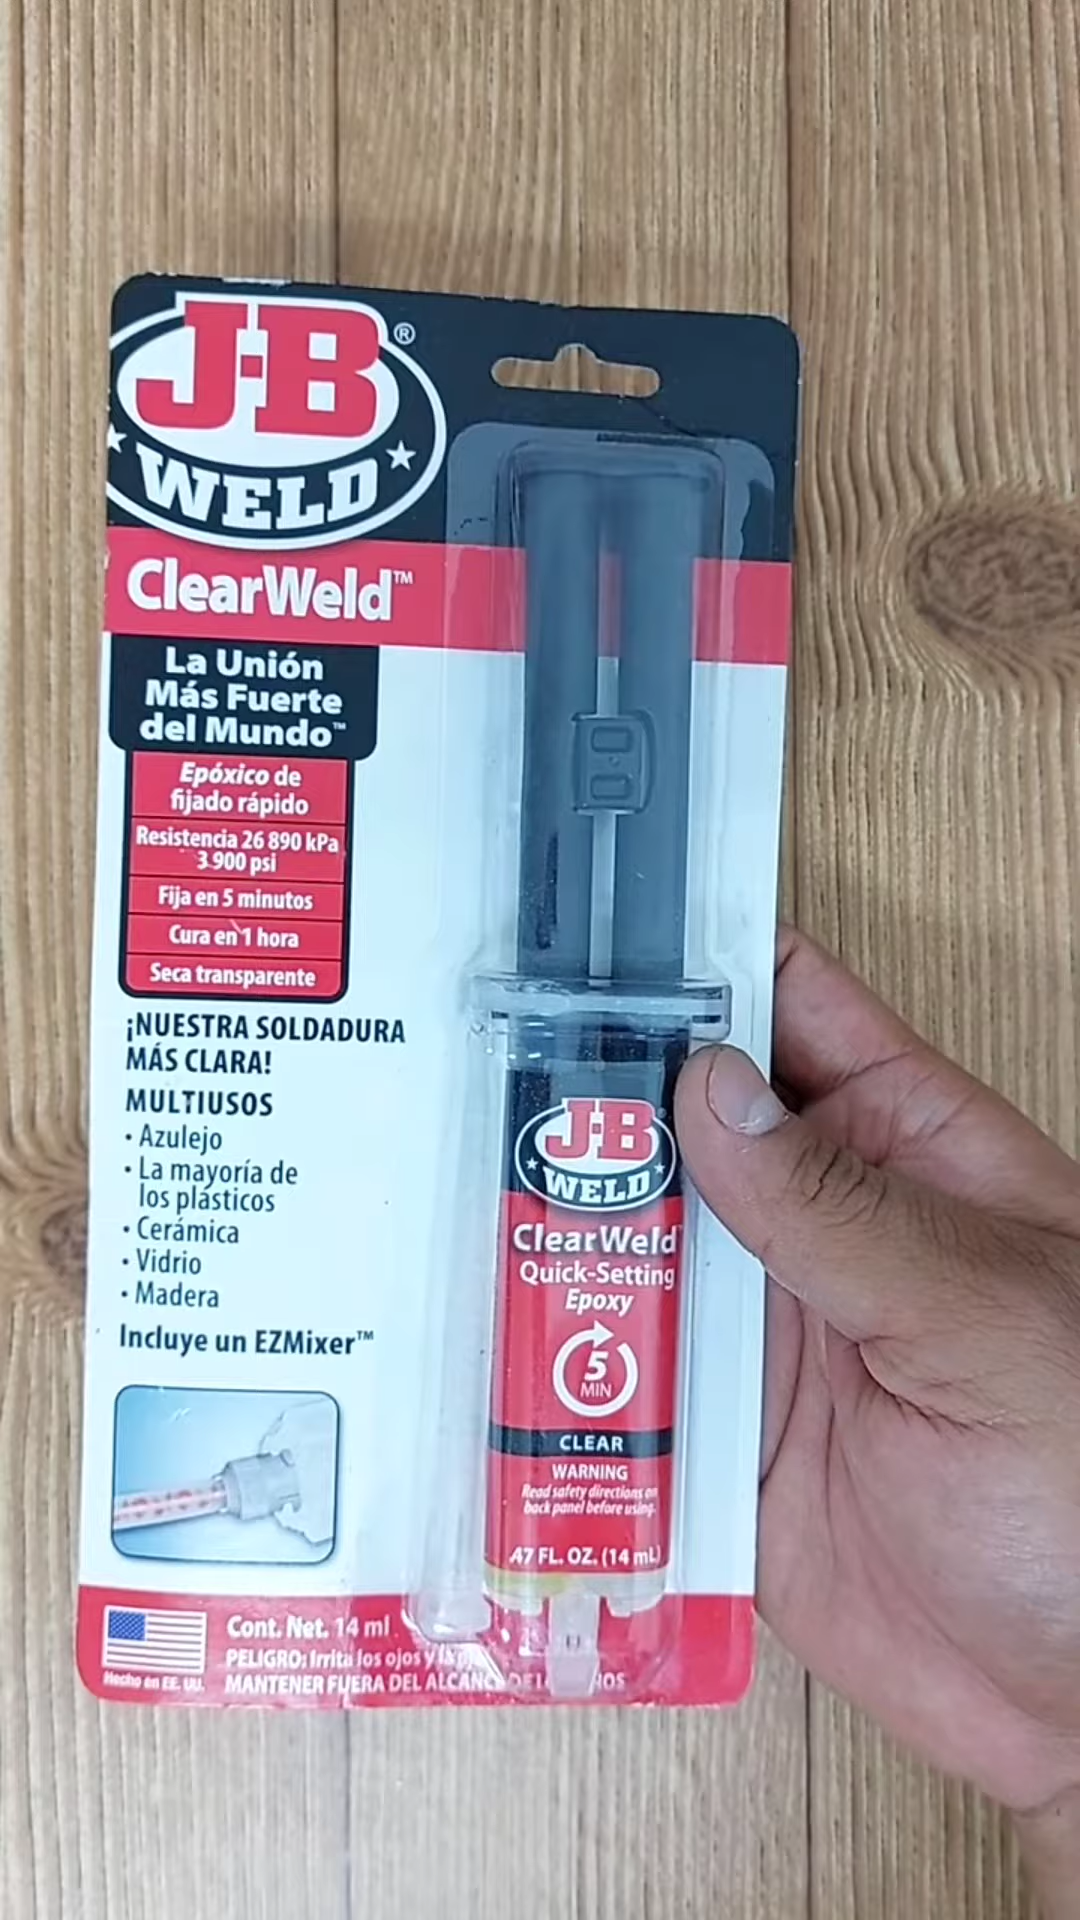 J-B®
WELD
ClearWeld™
La Unión
Más Fuerte
del Mundo™
Epóxico de
fijado rápido
Resistencia 26 890 kPa
3 900 psi
Fija en 5 minutos
Cura en 1 hora
Seca transparente
¡NUESTRA SOLDADURA
MÁS CLARA!
MULTIUSOS
• Azulejo
• La mayoría de
los plásticos
• Cerámica
• Vidrio
• Madera
Incluye un EZMixer™
J-B
WELD
ClearWeld
Quick-Setting
Epoxy
5
MIN
CLEAR
WARNING
Read safety directions on
back panel before using.
.47 FL. OZ. (14 mL)
Hecho en EE. UU.
Cont. Net. 14 ml
PELIGRO: Irrita los ojos y la
MANTENER FUERA DEL ALCANCE DE